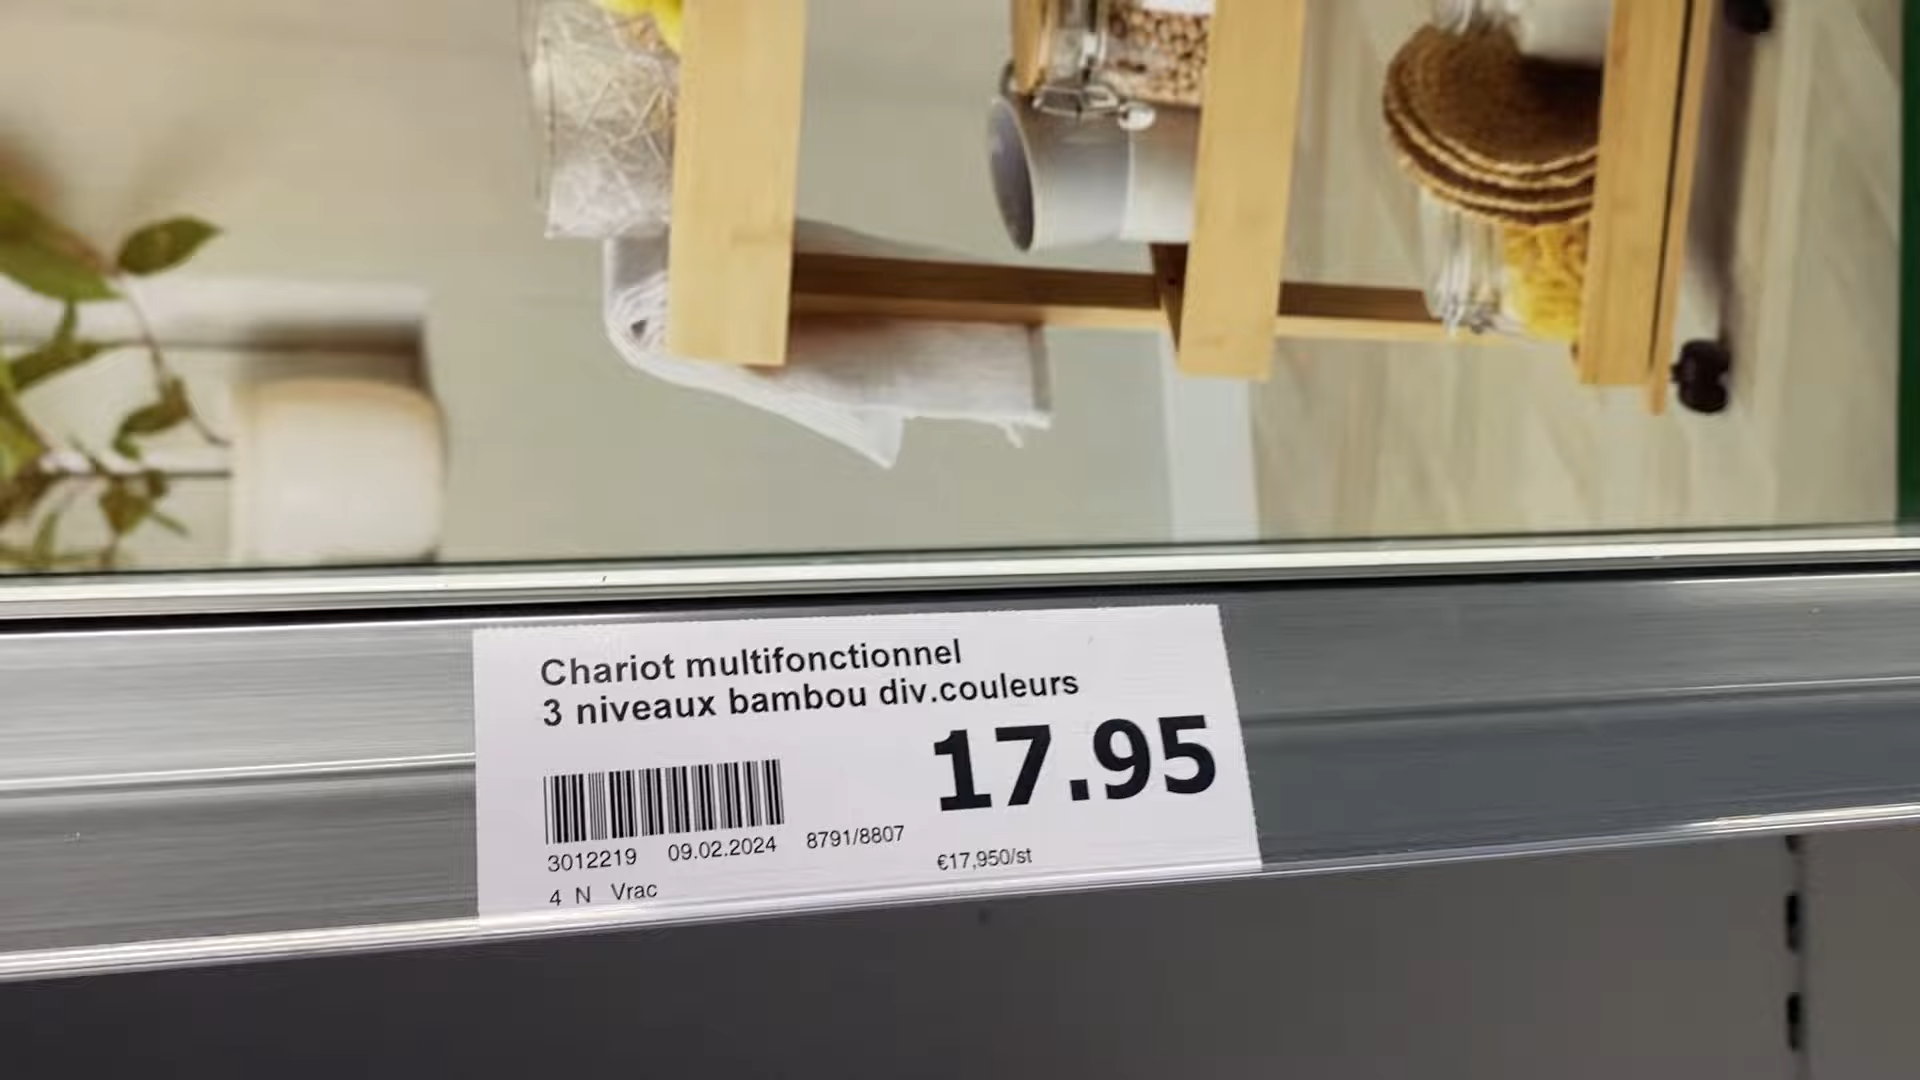 Chariot multifonctionnel
3 niveaux bambou div.couleurs
17.95
3012219 09.02.2024 8791/8807
€17,950/st
4 N Vrac